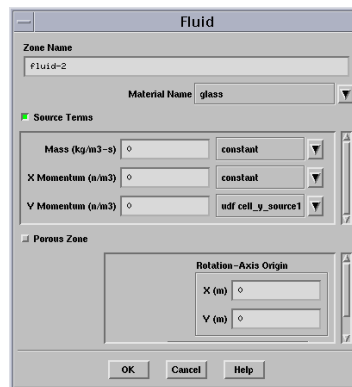 Fluid
Zone Name
fluid-2
Material Name glass
Source Terms
Mass (kg/m3-s) 0 constant
X Momentum (n/m3) 0 constant
Y Momentum (n/m3) 0 udf cell_y_source1
Porous Zone
Rotation-Axis Origin
X (m) 0
Y (m) 0
OK Cancel Help